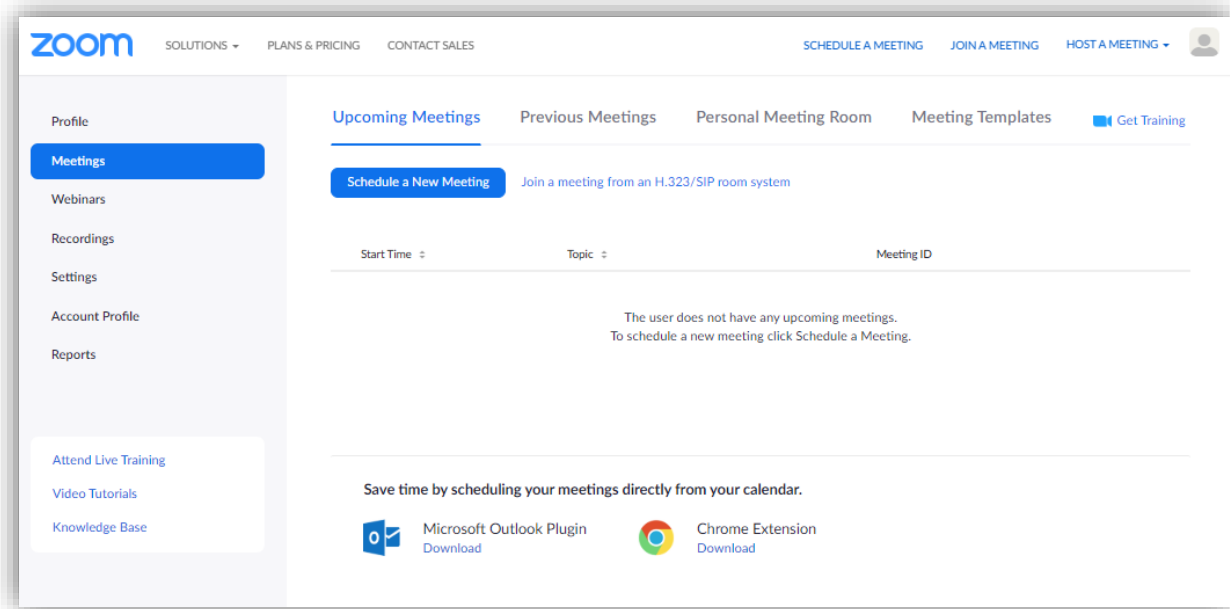 zoom SOLUTIONS PLANS & PRICING CONTACT SALES SCHEDULE A MEETING JOIN A MEETING HOST A MEETING
Profile
Meetings
Webinars
Recordings
Settings
Account Profile
Reports
Attend Live Training
Video Tutorials
Knowledge Base
Upcoming Meetings Previous Meetings Personal Meeting Room Meeting Templates Get Training
Schedule a New Meeting Join a meeting from an H.323/SIP room system
Start Time Topic Meeting ID
The user does not have any upcoming meetings.
To schedule a new meeting click Schedule a Meeting.
Save time by scheduling your meetings directly from your calendar.
Microsoft Outlook Plugin Chrome Extension
Download Download